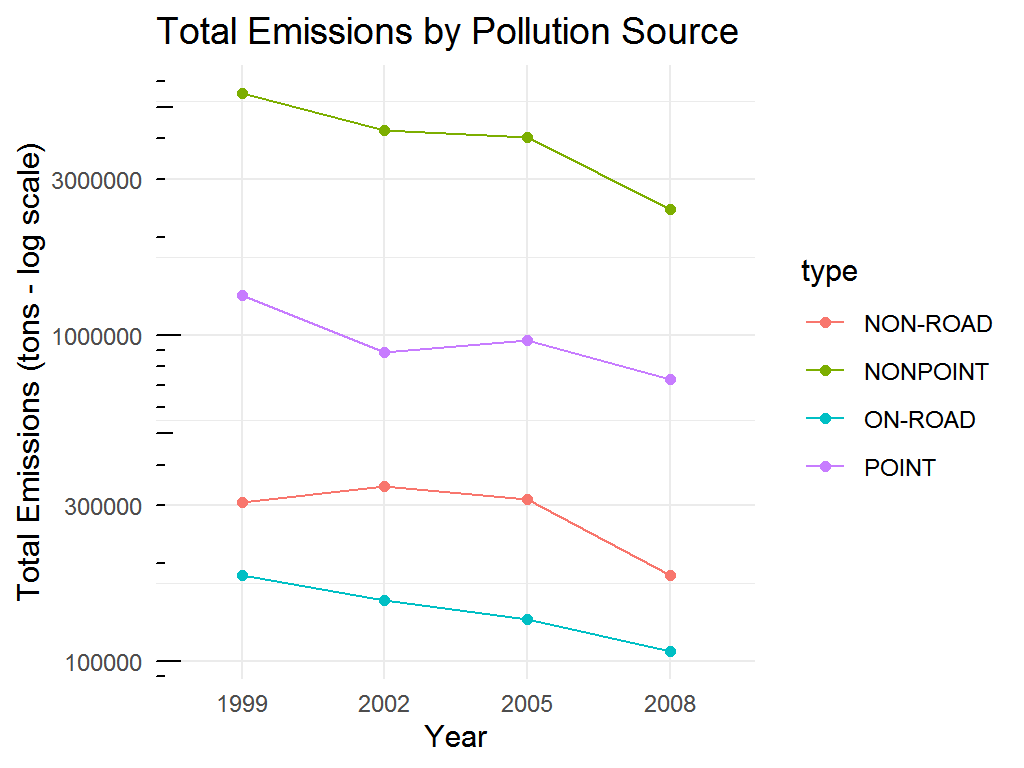 Total Emissions by Pollution Source
Total Emissions (tons - log scale)
3000000
1000000
300000
100000
1999 2002 2005 2008
Year
type
NON-ROAD
NONPOINT
ON-ROAD
POINT